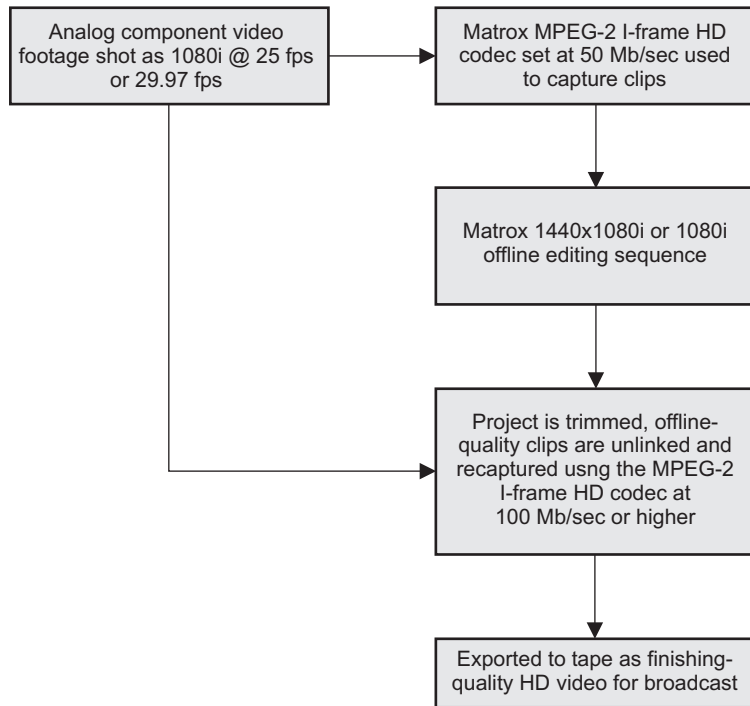 Analog component video
footage shot as 1080i @ 25 fps
or 29.97 fps
Matrox MPEG-2 I-frame HD
codec set at 50 Mb/sec used
to capture clips
Matrox 1440x1080i or 1080i
offline editing sequence
Project is trimmed, offline-
quality clips are unlinked and
recaptured usng the MPEG-2
I-frame HD codec at
100 Mb/sec or higher
Exported to tape as finishing-
quality HD video for broadcast